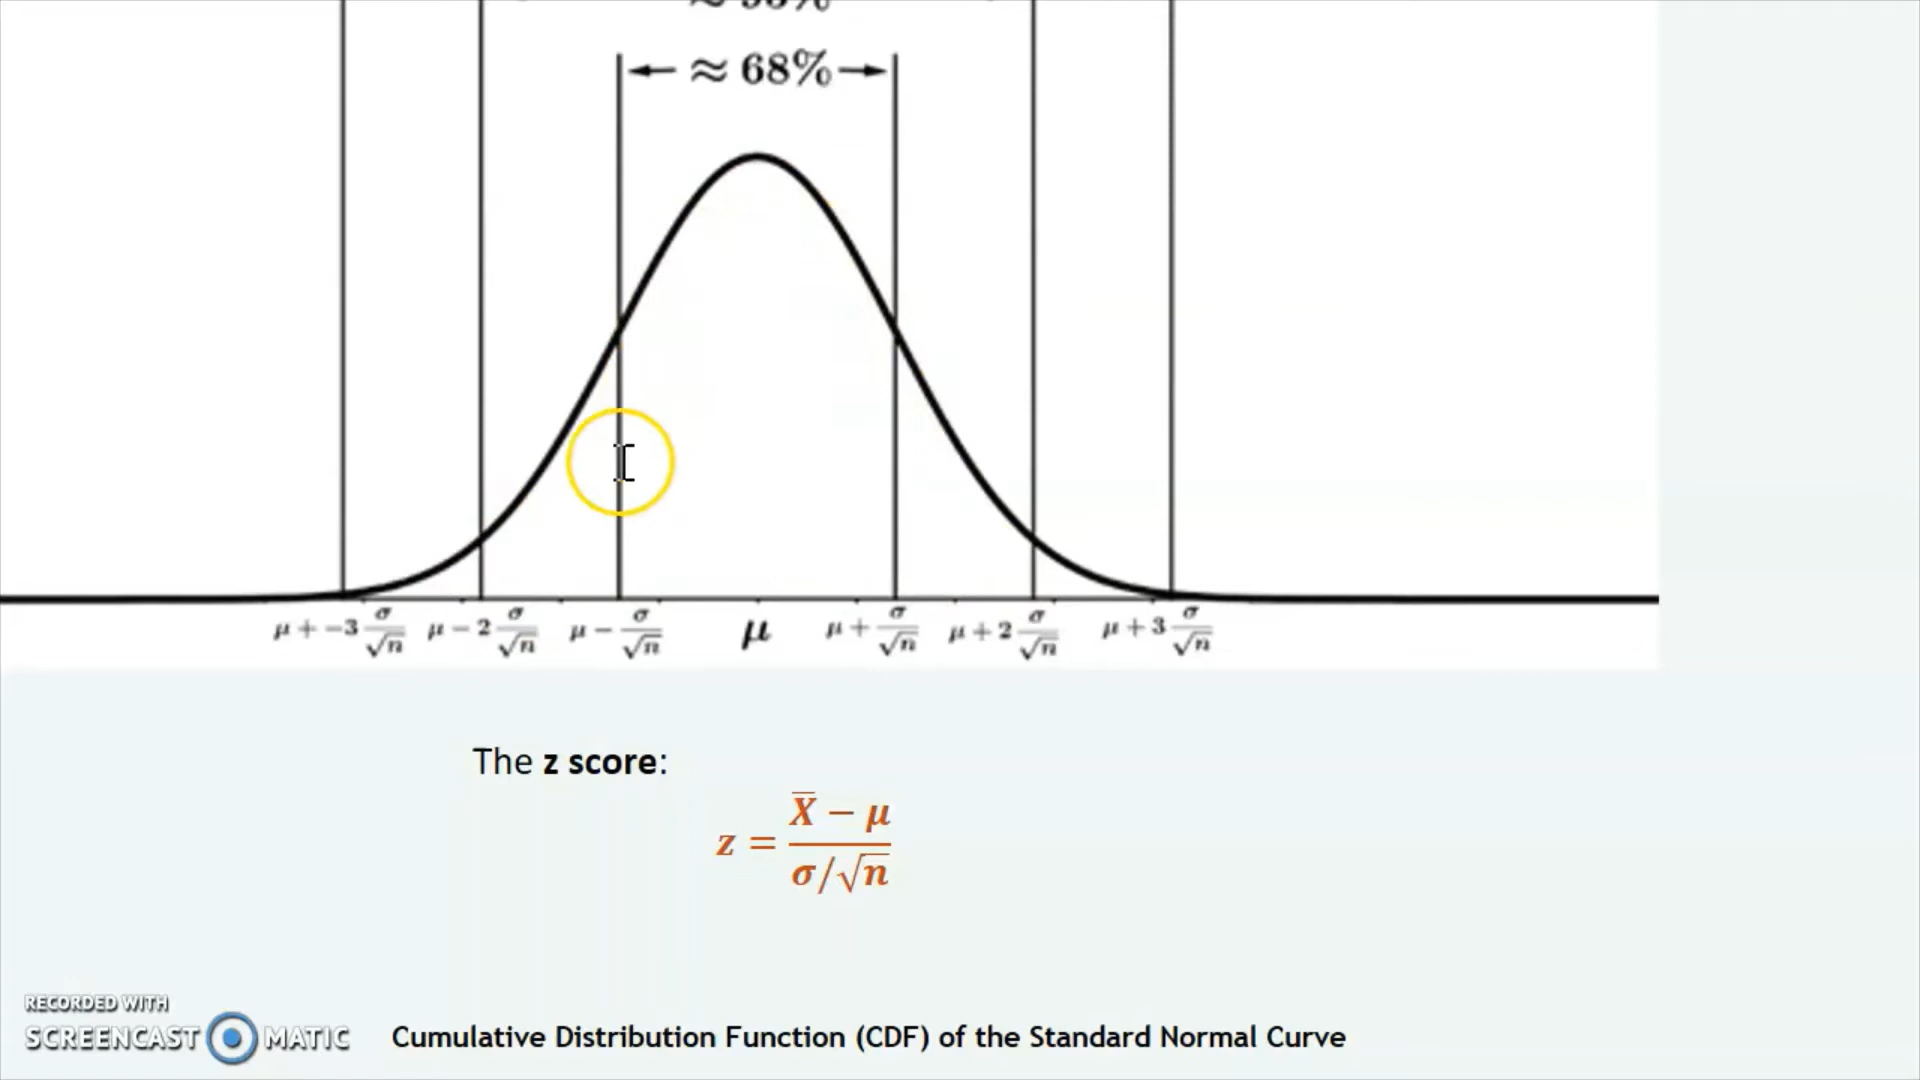 ≈ 68%
μ + −3 σ/√n μ − 2 σ/√n μ − σ/√n μ μ + σ/√n μ + 2 σ/√n μ + 3 σ/√n
The z score:
z = X̅ − μ / σ/√n
RECORDED WITH
SCREENCAST MATIC
Cumulative Distribution Function (CDF) of the Standard Normal Curve